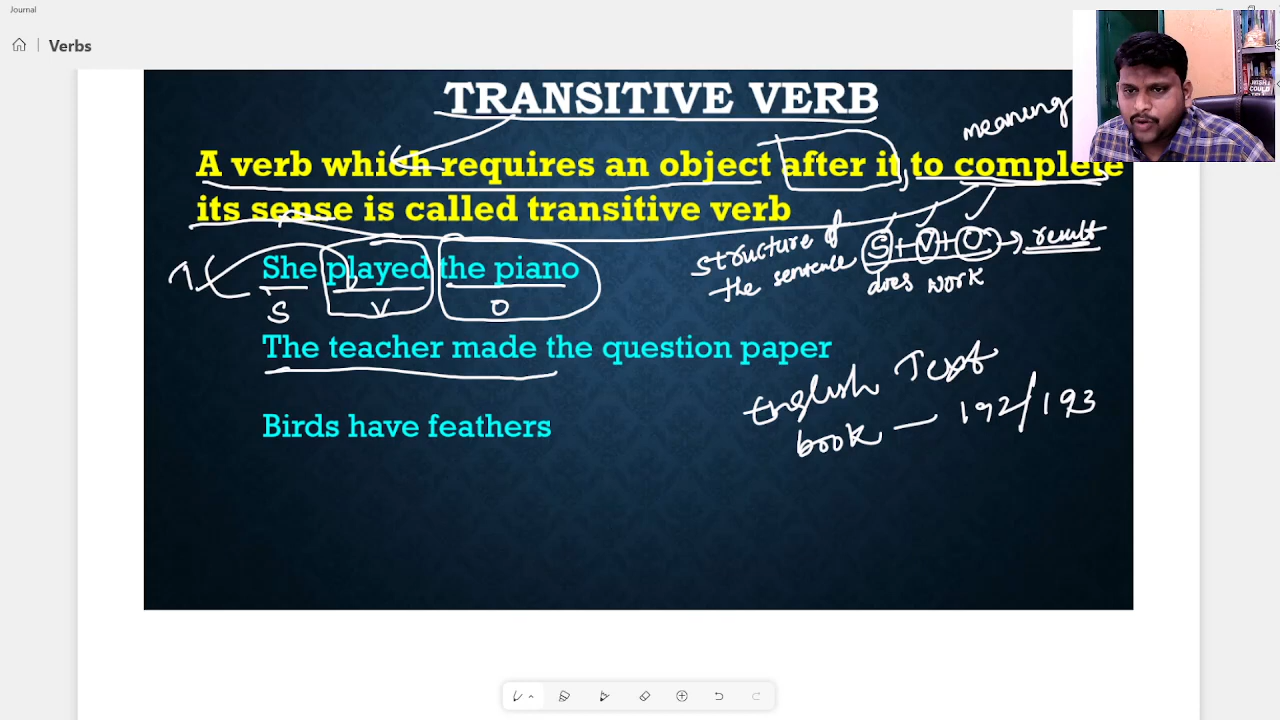 Journal
Verbs
TRANSITIVE VERB
meaning
A verb which requires an object after it, to complete
its sense is called transitive verb
structure of
the sentence
S + V + O → result
does work
She played the piano
S V O
The teacher made the question paper
English Text
book — 192/193
Birds have feathers